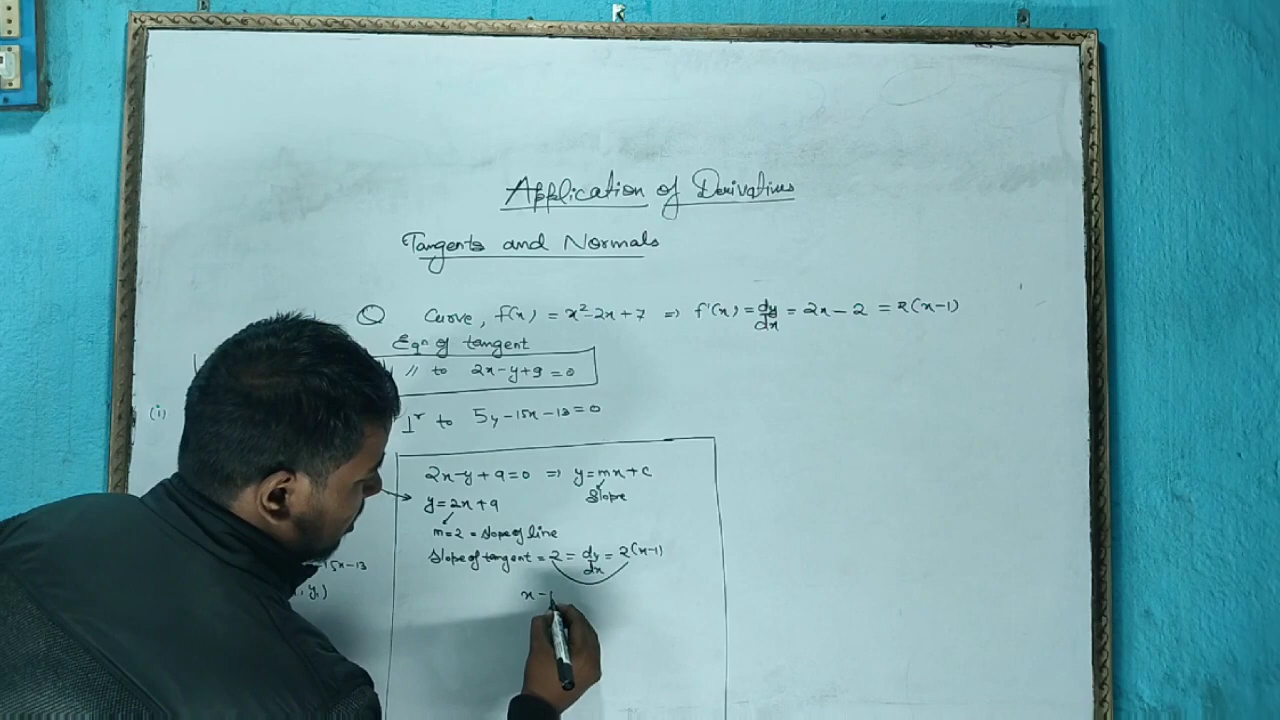 Application of Derivatives
Tangents and Normals
Q Curve, f(x) = x²-2x+7 ⇒ f'(x) = dy/dx = 2x-2 = 2(x-1)
Eqⁿ of tangent
// to 2x-y+9=0
(i)
⊥ʳ to 5y-15x-13=0
2x-y+9=0 ⇒ y=mx+c
Slope
y=2x+9
m=2 = slope of line
Slope of tangent = 2 = dy/dx = 2(x-1)
-15x-13
, y₁)
x-1